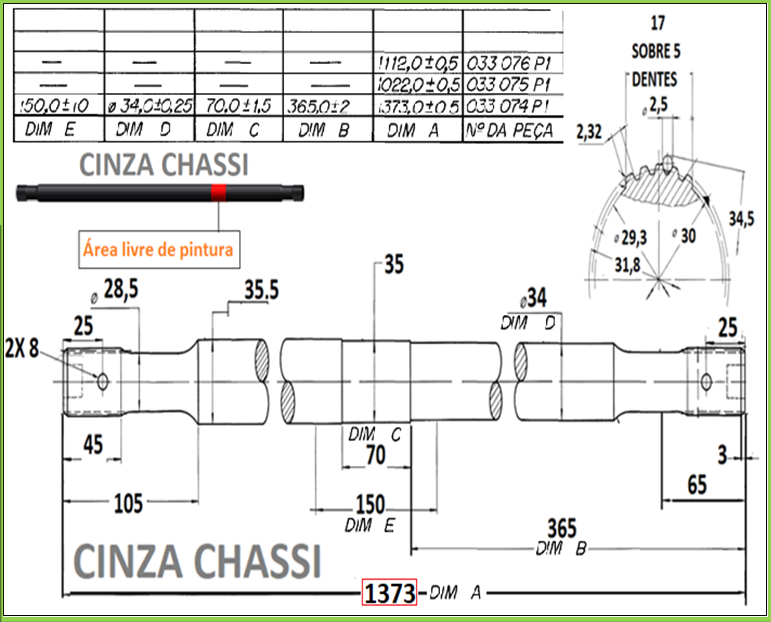 — — — — 1112,0±0,5 033 076 P1
— — — — 1022,0±0,5 033 075 P1
150,0±10 ø 34,0±0,25 70,0±1,5 365,0±2 1373,0±0,5 033 074 P1
DIM E DIM D DIM C DIM B DIM A Nº DA PEÇA
17
SOBRE 5
DENTES
ø 2,5
2,32
34,5
ø 29,3
ø 30
31,8
CINZA CHASSI
Área livre de pintura
ø 28,5
35.5
35
ø34
DIM D
25
25
2X 8
45
DIM C
70
3
105
150
DIM E
65
365
DIM B
CINZA CHASSI
1373 DIM A